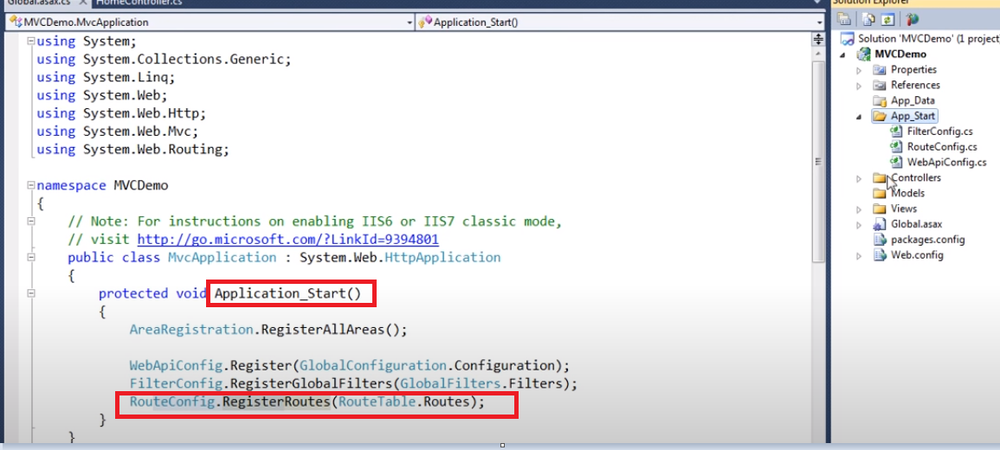 Global.asax.cs
HomeController.cs
MVCDemo.MvcApplication
Application_Start()
using System;
using System.Collections.Generic;
using System.Linq;
using System.Web;
using System.Web.Http;
using System.Web.Mvc;
using System.Web.Routing;
namespace MVCDemo
{
// Note: For instructions on enabling IIS6 or IIS7 classic mode,
// visit http://go.microsoft.com/?LinkId=9394801
public class MvcApplication : System.Web.HttpApplication
{
protected void Application_Start()
{
AreaRegistration.RegisterAllAreas();
WebApiConfig.Register(GlobalConfiguration.Configuration);
FilterConfig.RegisterGlobalFilters(GlobalFilters.Filters);
RouteConfig.RegisterRoutes(RouteTable.Routes);
}
}
Solution Explorer
Solution 'MVCDemo' (1 project
MVCDemo
Properties
References
App_Data
App_Start
FilterConfig.cs
RouteConfig.cs
WebApiConfig.cs
Controllers
Models
Views
Global.asax
packages.config
Web.config